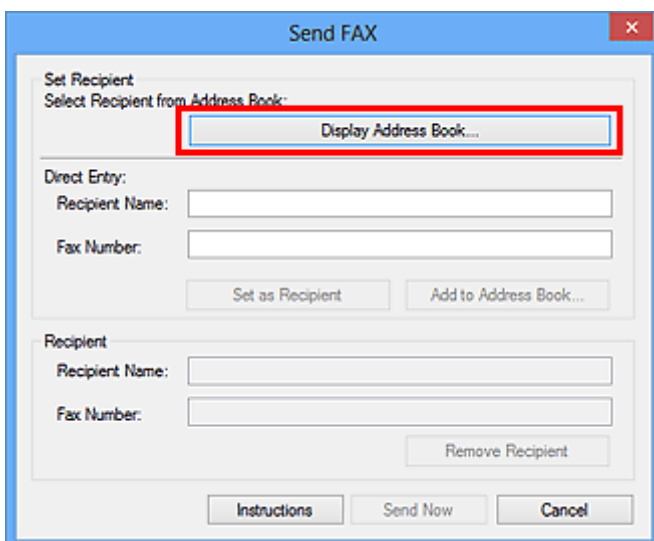 Send FAX
Set Recipient
Select Recipient from Address Book:
Display Address Book...
Direct Entry:
Recipient Name:
Fax Number:
Set as Recipient Add to Address Book...
Recipient
Recipient Name:
Fax Number:
Remove Recipient
Instructions Send Now Cancel